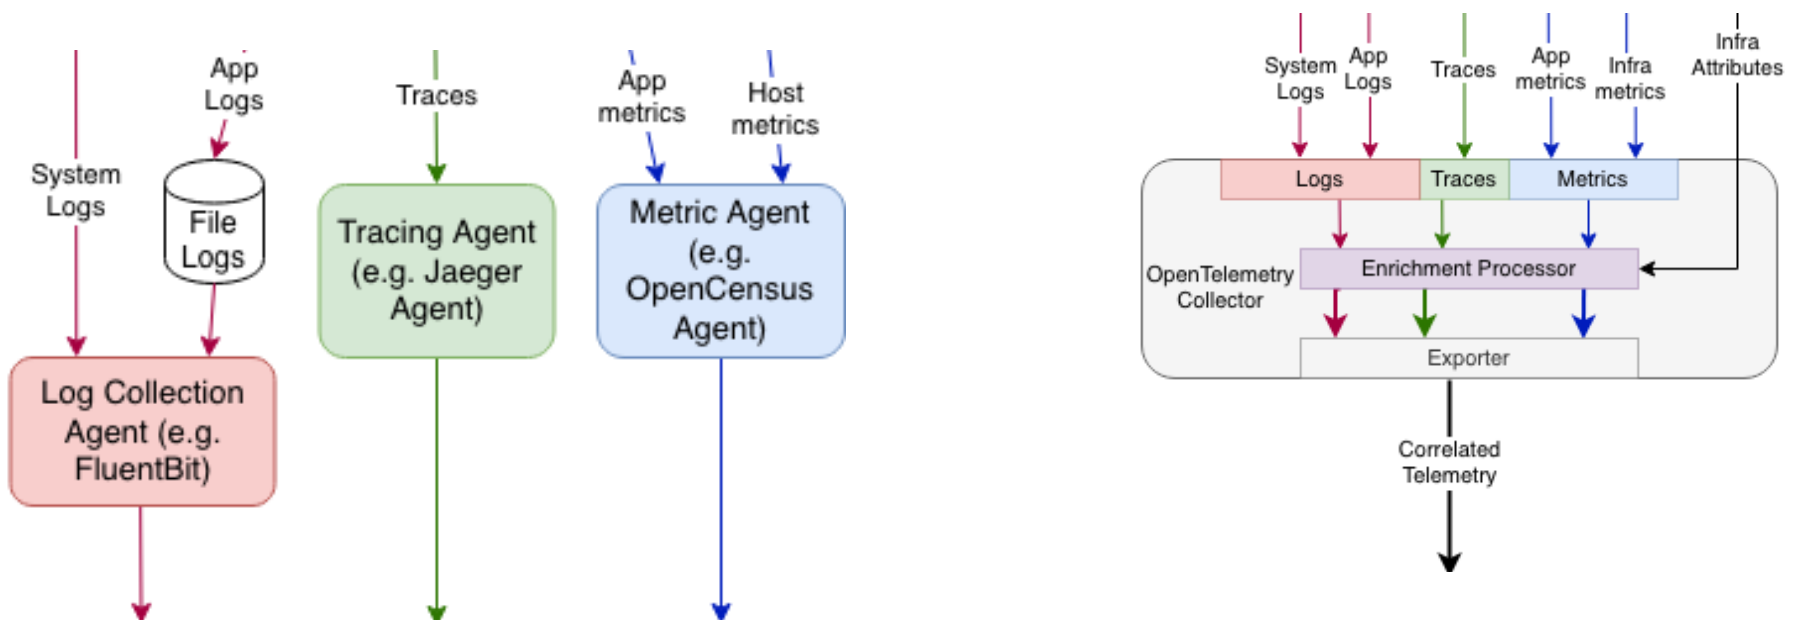 App
Logs
System
Logs
File
Logs
Log Collection
Agent (e.g.
FluentBit)
Traces
Tracing Agent
(e.g. Jaeger
Agent)
App
metrics
Host
metrics
Metric Agent
(e.g.
OpenCensus
Agent)
System
Logs
App
Logs
Traces
App
metrics
Infra
metrics
Infra
Attributes
Logs
Traces
Metrics
Enrichment Processor
OpenTelemetry
Collector
Exporter
Correlated
Telemetry